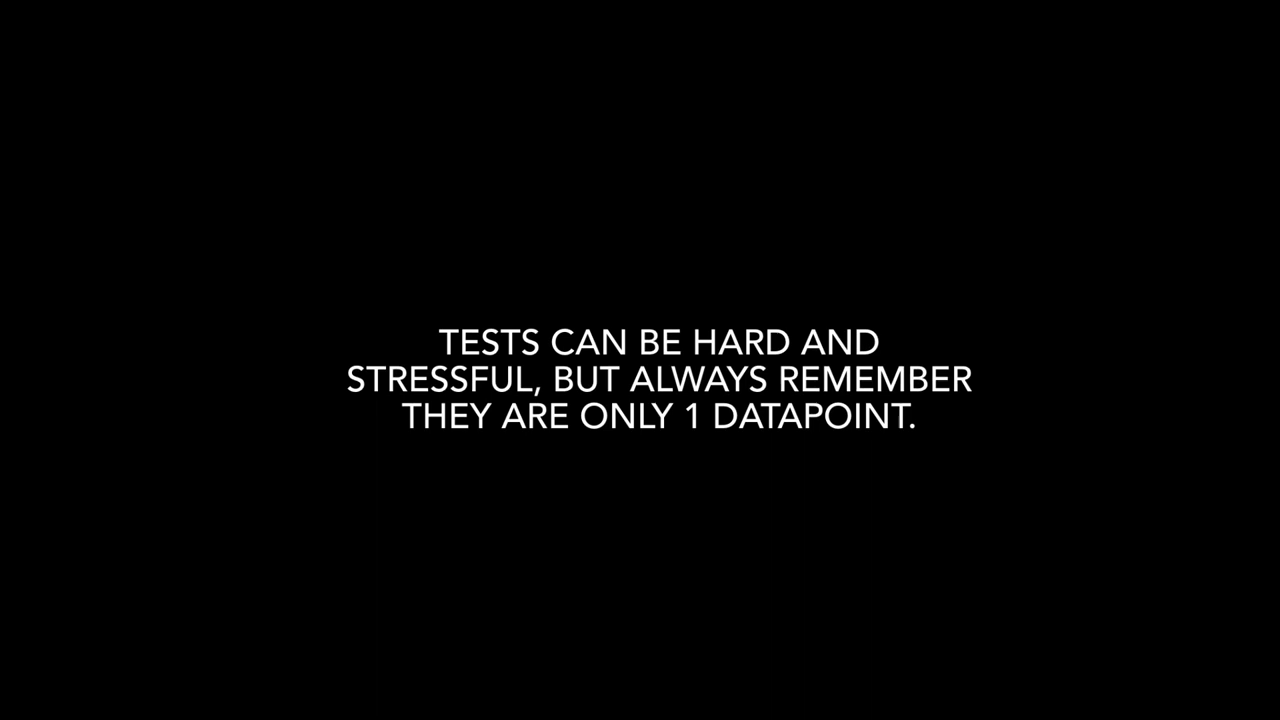 TESTS CAN BE HARD AND
STRESSFUL, BUT ALWAYS REMEMBER
THEY ARE ONLY 1 DATAPOINT.